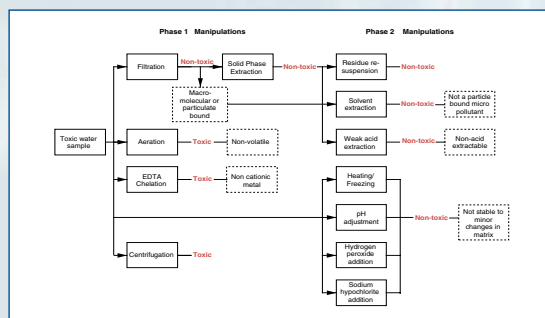 Phase 1 Manipulations
Phase 2 Manipulations
Filtration
Non-toxic
Solid Phase
Extraction
Non-toxic
Residue re-
suspension
Non-toxic
Macro-
molecular or
particulate
bound
Solvent
extraction
Non-toxic
Not a particle
bound micro
pollutant
Toxic water
sample
Aeration
Toxic
Non-volatile
Weak acid
extraction
Non-toxic
Non-acid
extractable
EDTA
Chelation
Toxic
Non cationic
metal
Heating/
Freezing
pH
adjustment
Non-toxic
Not stable to
minor
changes in
matrix
Centrifugation
Toxic
Hydrogen
peroxide
addition
Sodium
hypochlorite
addition